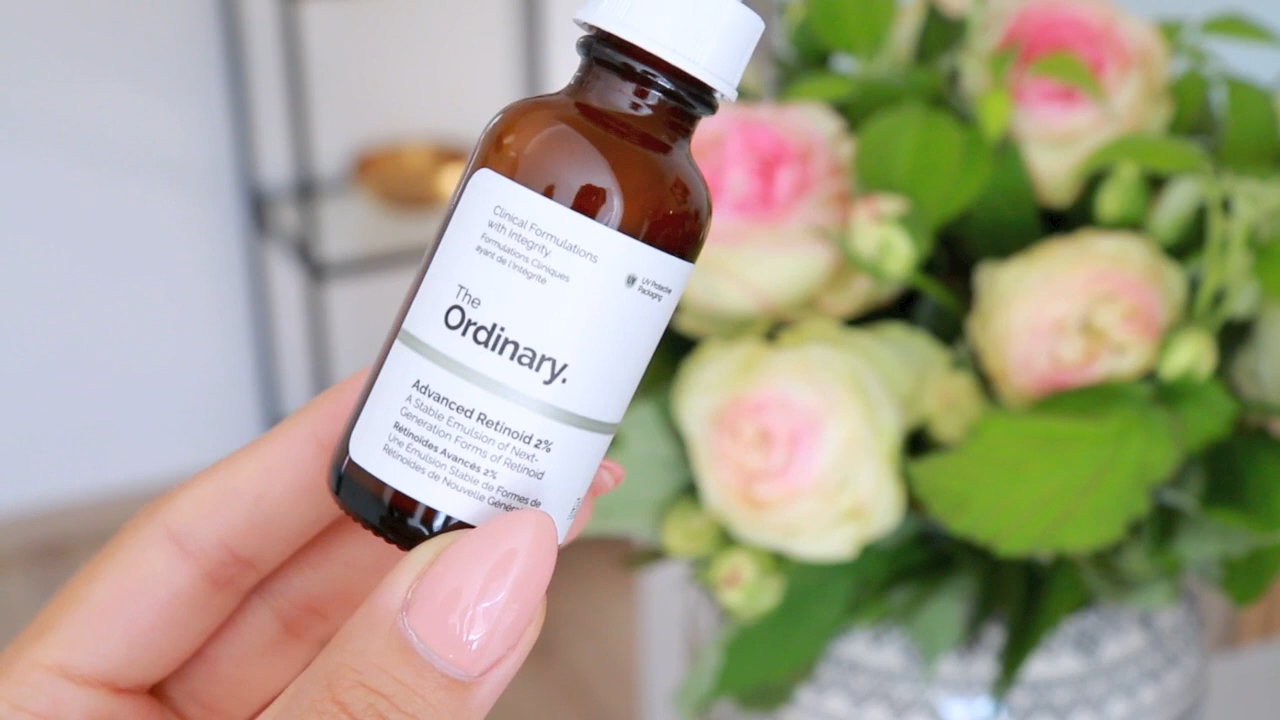 Clinical Formulations
with Integrity.
Formulations Cliniques
ayant de l'Intégrité
UV Protective
Packaging
The
Ordinary.
Advanced Retinoid 2%
A Stable Emulsion of Next-
Generation Forms of Retinoid
Rétinoïdes Avancés 2%
Une Émulsion Stable de Formes de
Rétinoïdes de Nouvelle